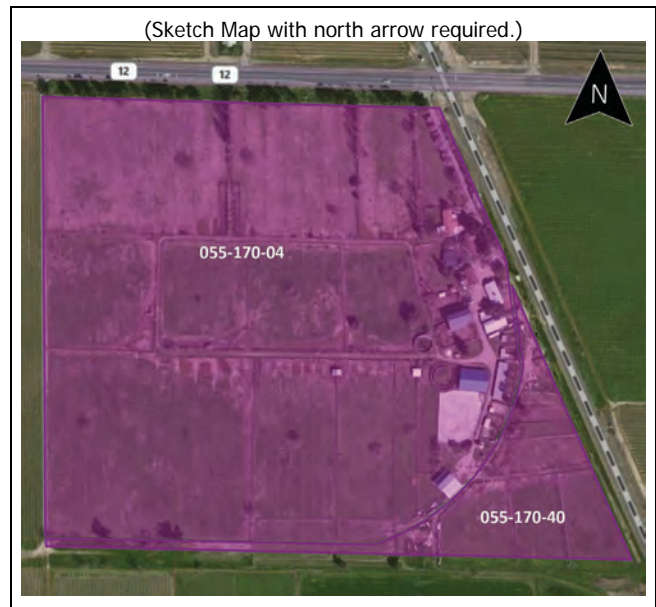 (Sketch Map with north arrow required.)
12 12
N
055-170-04
055-170-40